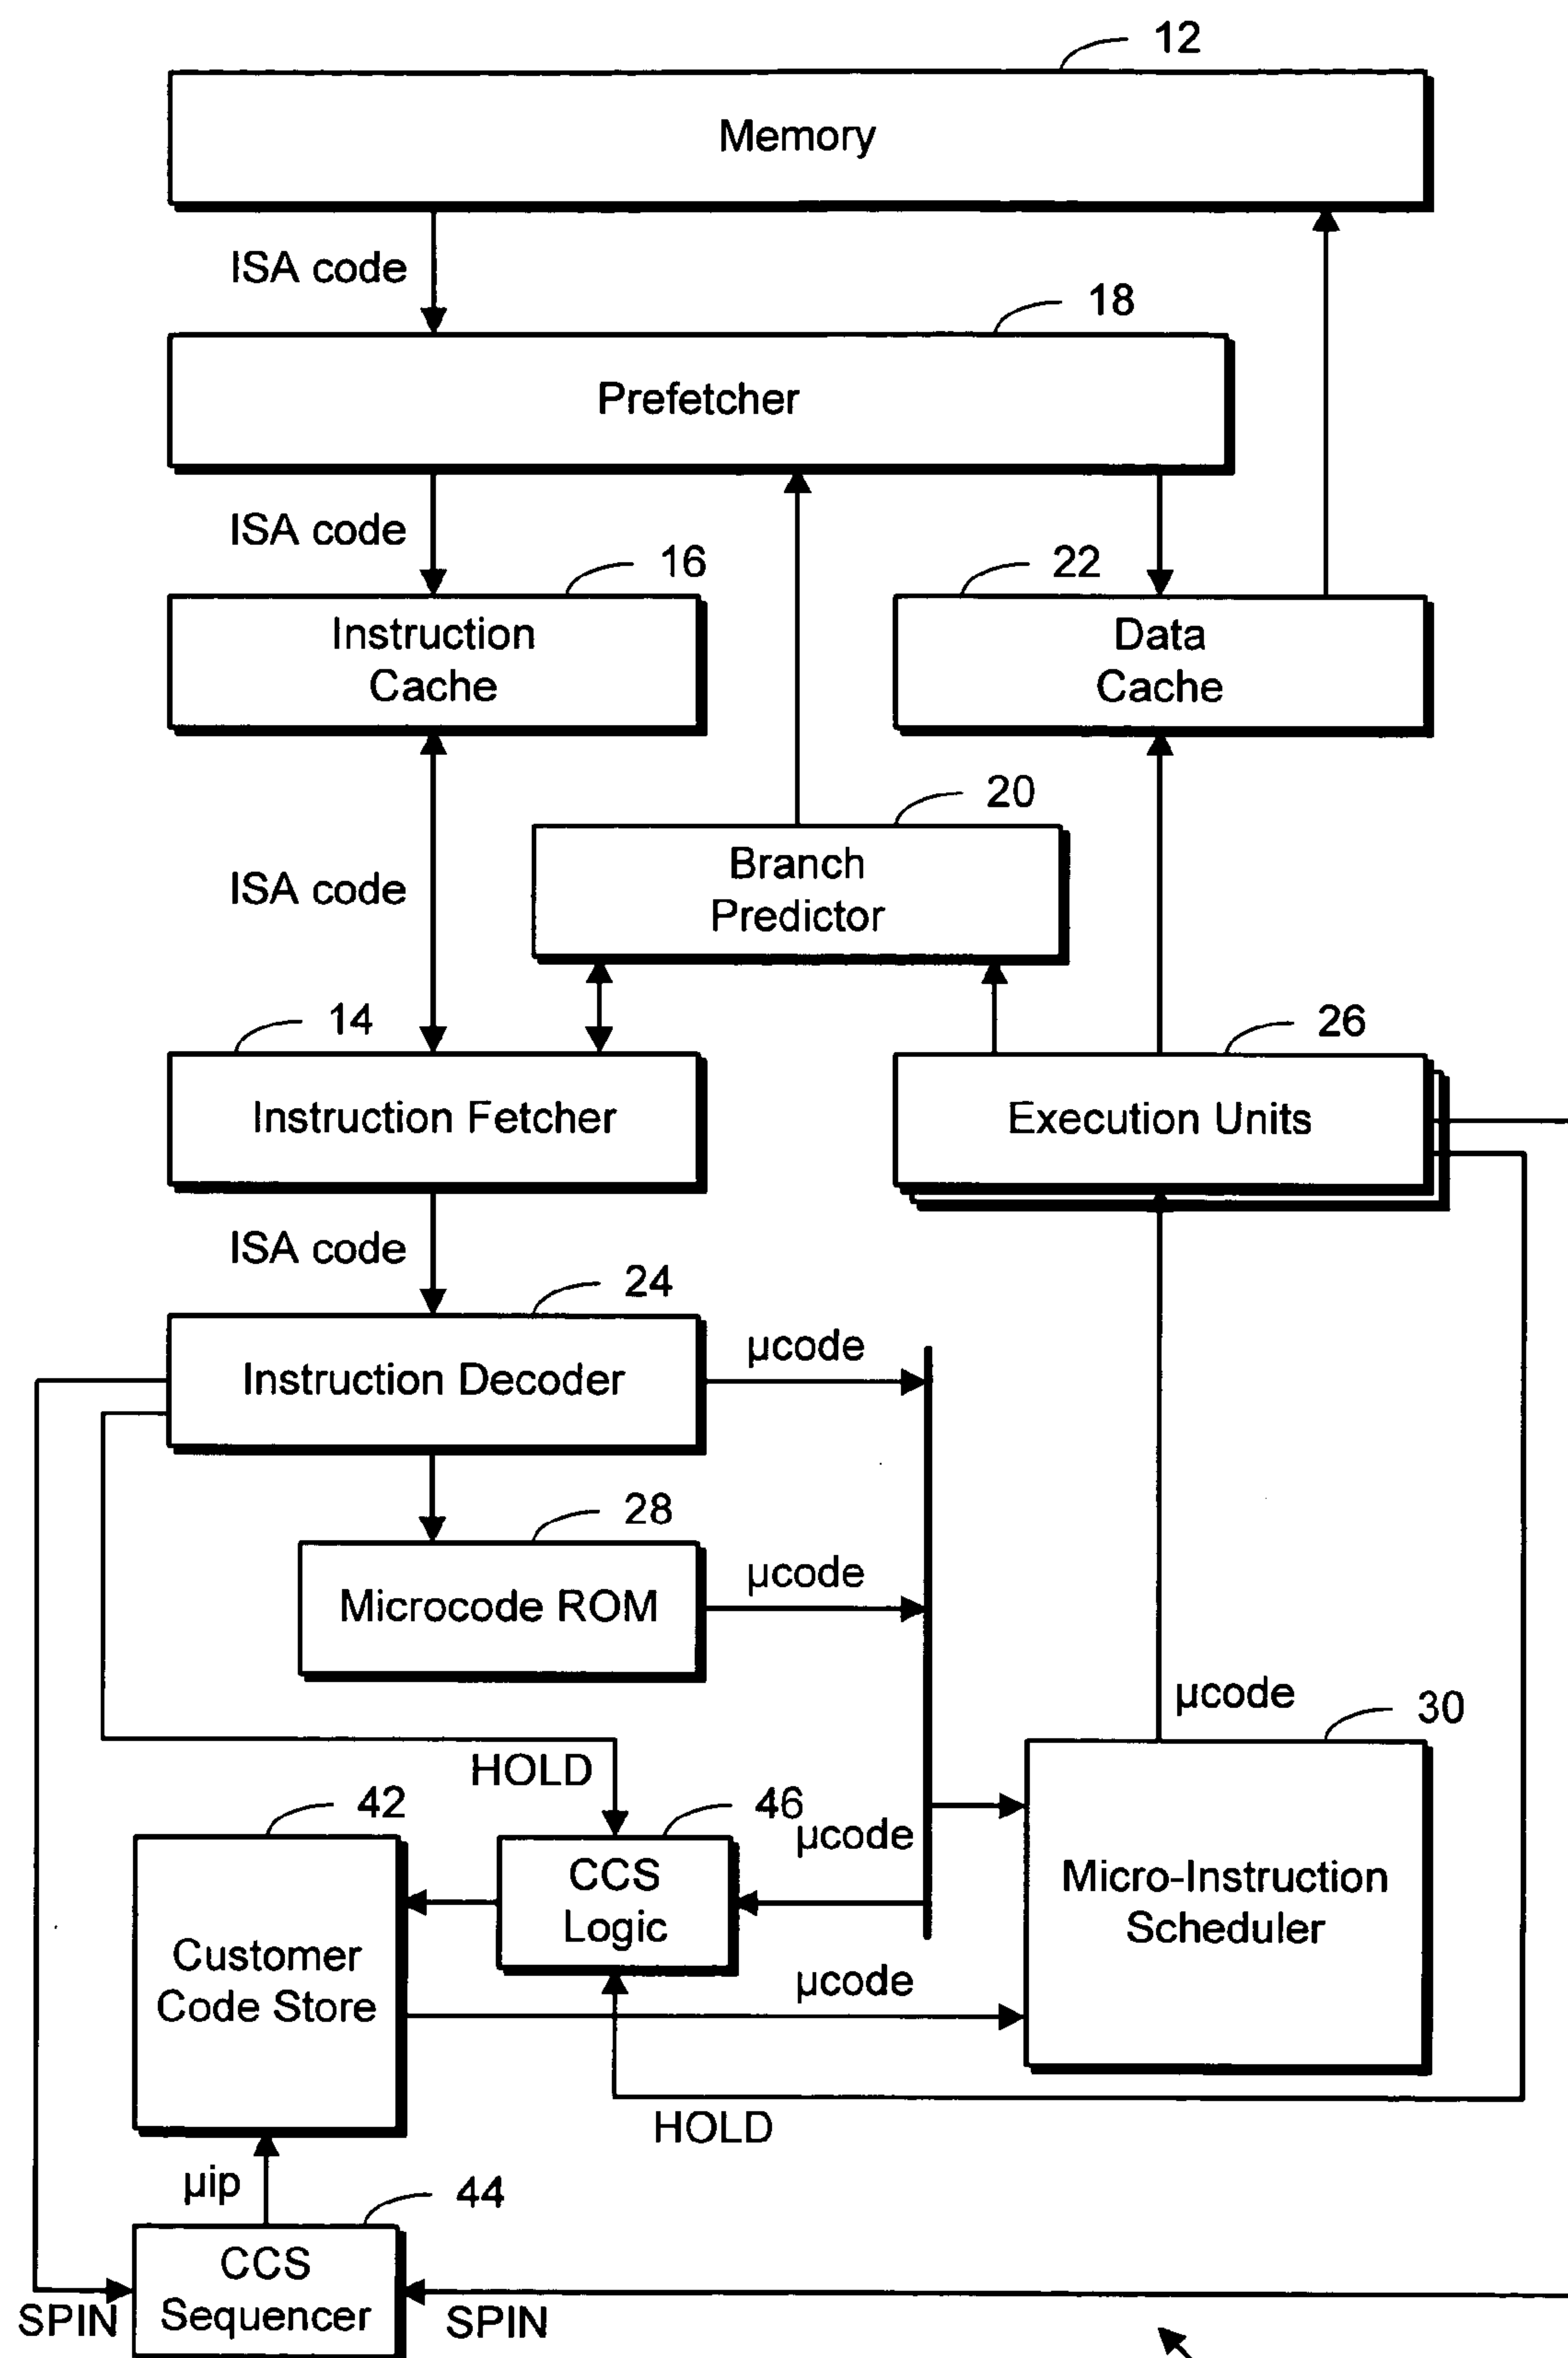 12
Memory
ISA code
18
Prefetcher
ISA code
16
22
Instruction
Cache
Data
Cache
20
ISA code
Branch
Predictor
14
26
Instruction Fetcher
Execution Units
ISA code
24
µcode
Instruction Decoder
28
µcode
Microcode ROM
µcode
30
HOLD
42
46
µcode
CCS
Logic
Micro-Instruction
Scheduler
Customer
Code Store
µcode
HOLD
µip
44
CCS
Sequencer
SPIN
SPIN